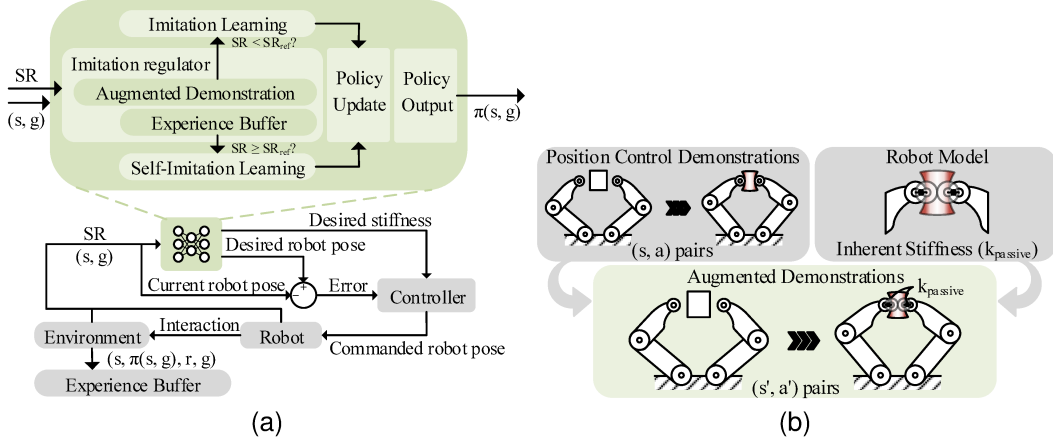 Imitation Learning
SR < SRref?
Imitation regulator
Augmented Demonstration
Experience Buffer
SR ≥ SRref?
Self-Imitation Learning
Policy
Update
Policy
Output
SR
(s, g)
π(s, g)
SR
(s, g)
Desired stiffness
Desired robot pose
Current robot pose
+
−
Error
Controller
Interaction
Environment
Robot
Commanded robot pose
(s, π(s, g), r, g)
Experience Buffer
(a)
Position Control Demonstrations
(s, a) pairs
Robot Model
Inherent Stiffness (kpassive)
Augmented Demonstrations
kpassive
(s', a') pairs
(b)